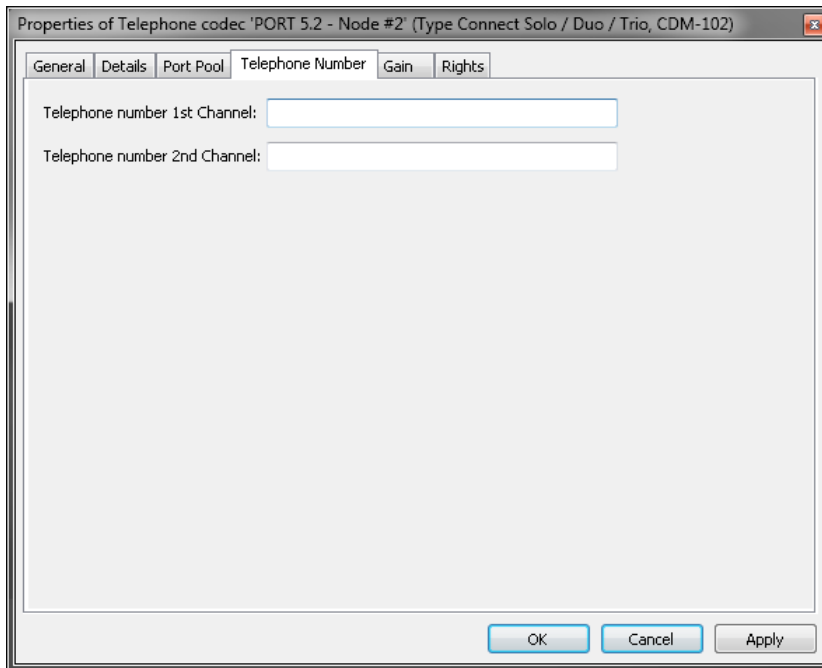 Properties of Telephone codec 'PORT 5.2 - Node #2' (Type Connect Solo / Duo / Trio, CDM-102)
General Details Port Pool Telephone Number Gain Rights
Telephone number 1st Channel:
Telephone number 2nd Channel:
OK Cancel Apply